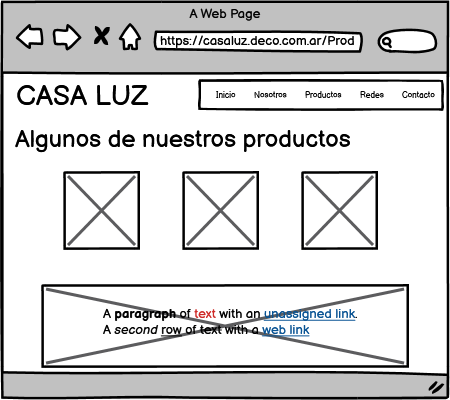 A Web Page
https://casaluz.deco.com.ar/Prod
CASA LUZ
Inicio Nosotros Productos Redes Contacto
Algunos de nuestros productos
A paragraph of text with an unassigned link.
A second row of text with a web link